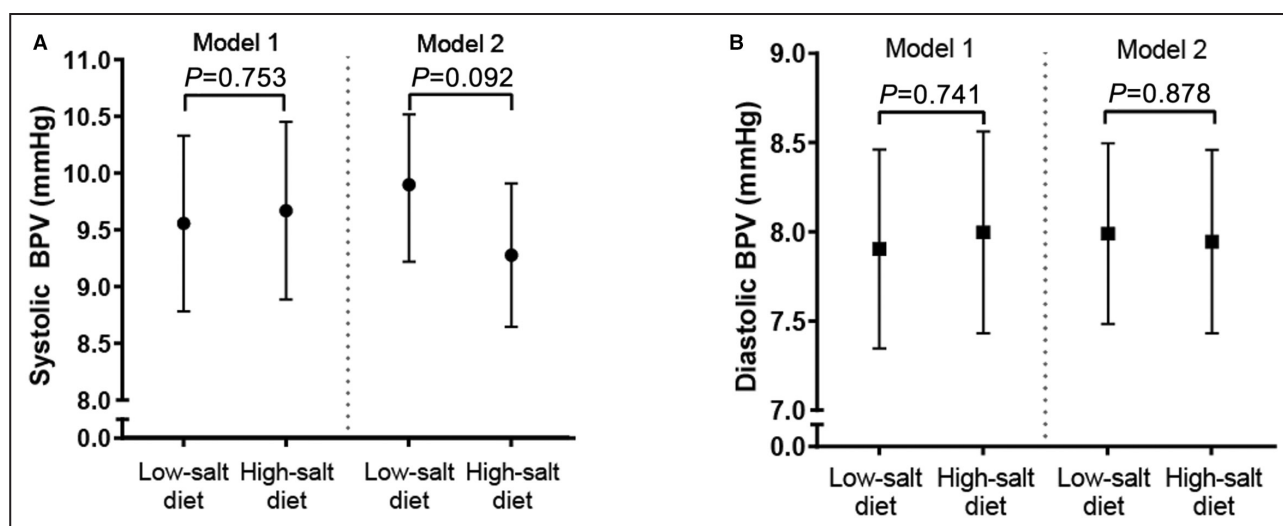 A
Model 1
Model 2
P=0.753
P=0.092
Systolic BPV (mmHg)
11.0
10.5
10.0
9.5
9.0
8.5
8.0
0.0
Low-salt
diet
High-salt
diet
Low-salt
diet
High-salt
diet
B
Model 1
Model 2
P=0.741
P=0.878
Diastolic BPV (mmHg)
9.0
8.5
8.0
7.5
7.0
0.0
Low-salt
diet
High-salt
diet
Low-salt
diet
High-salt
diet